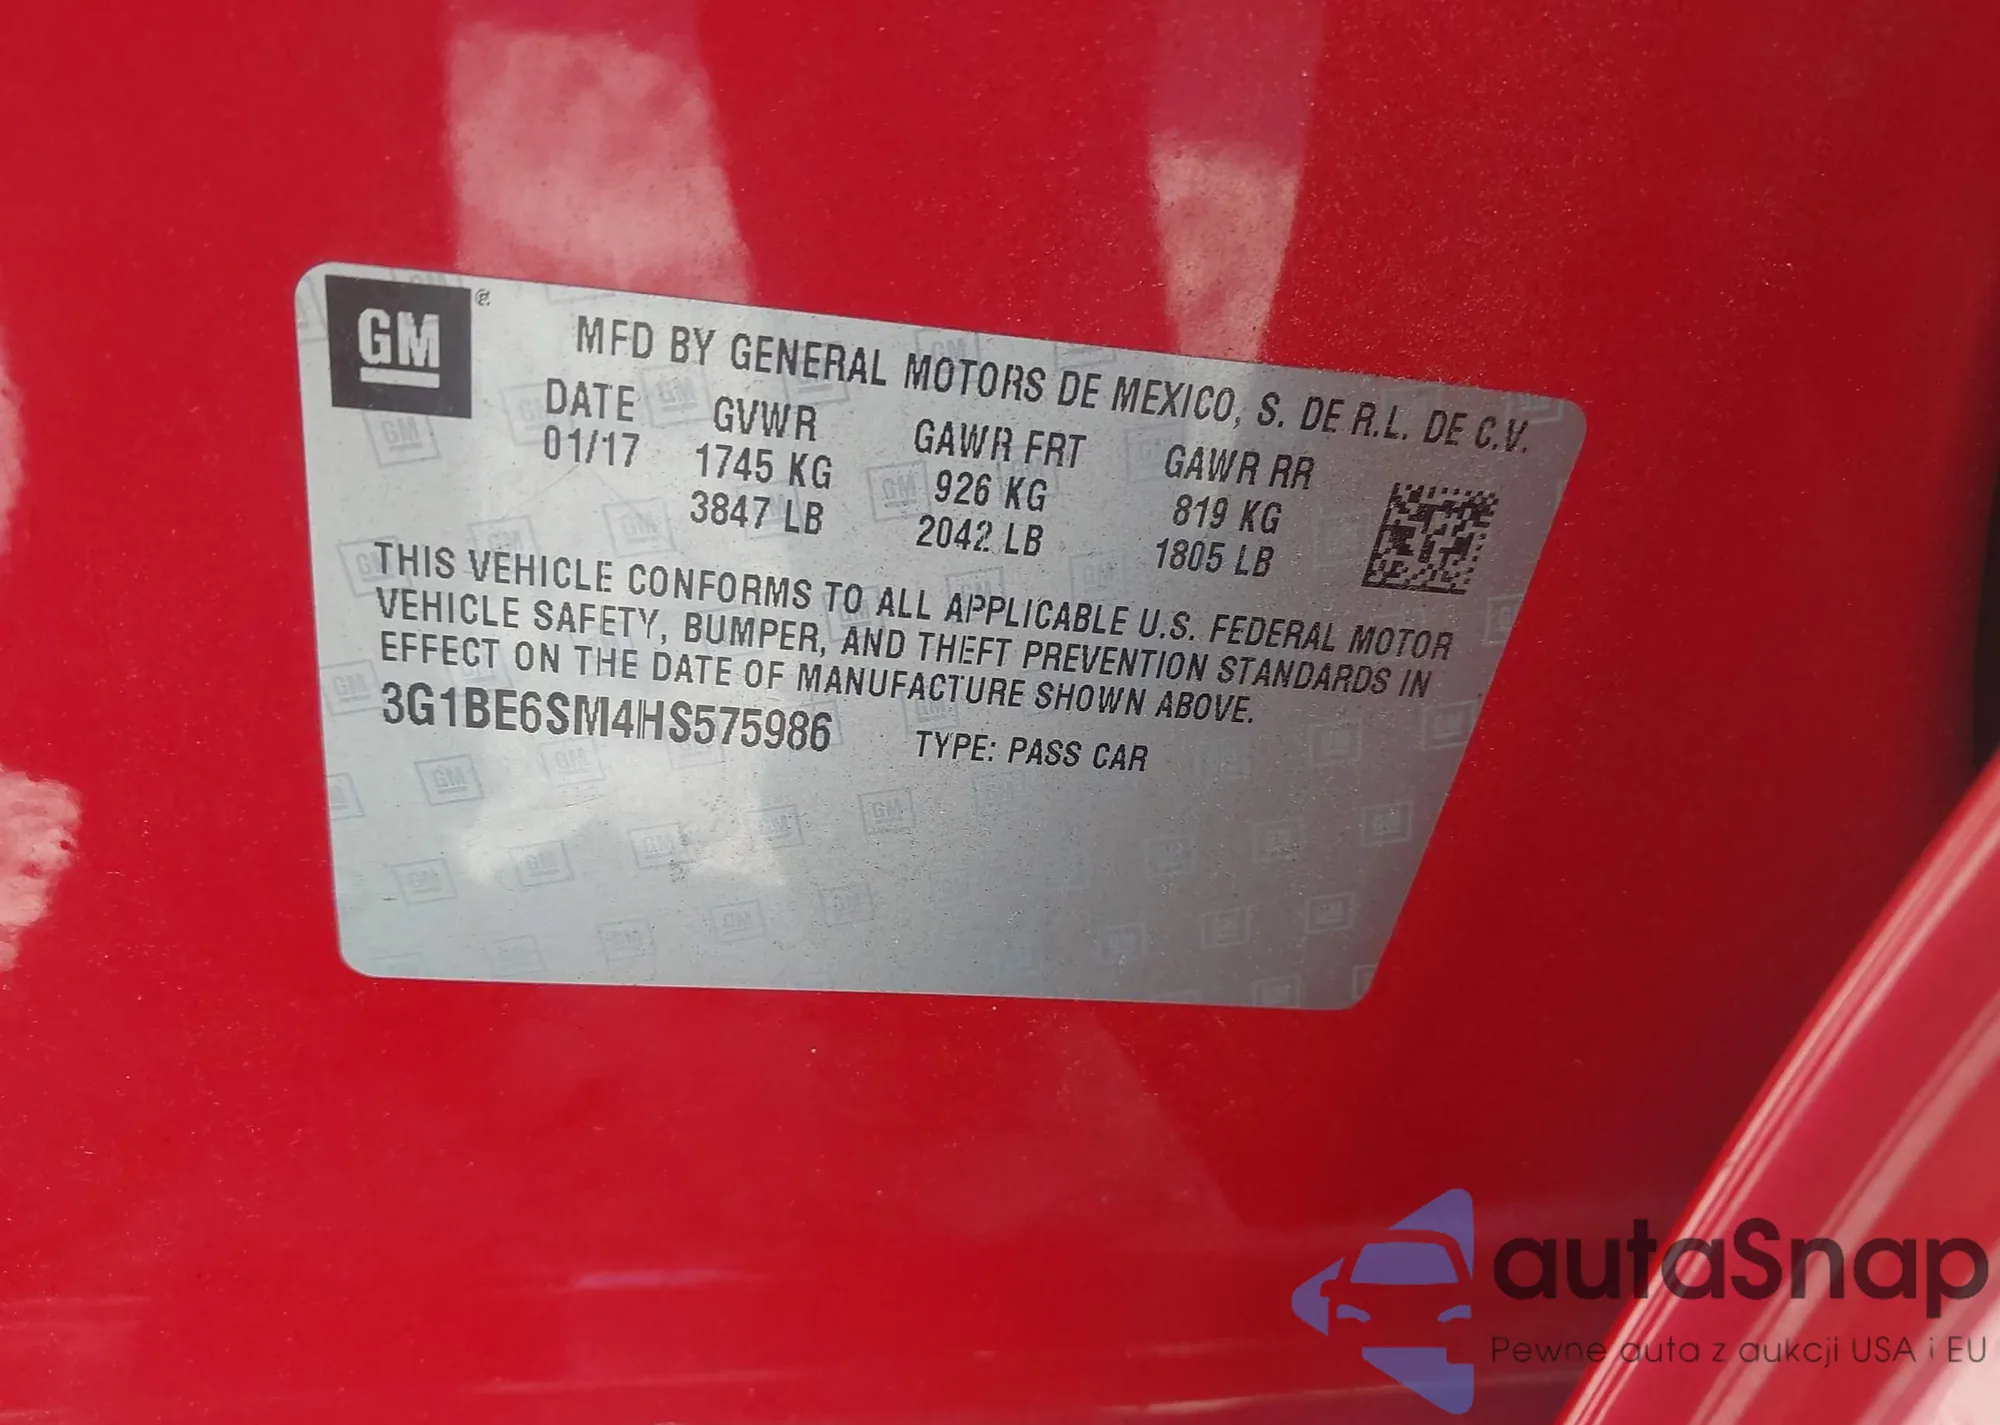 GM
MFD BY GENERAL MOTORS DE MEXICO, S. DE R.L. DE C.V.
DATE GVWR GAWR FRT GAWR RR
01/17 1745 KG 926 KG 819 KG
3847 LB 2042 LB 1805 LB
THIS VEHICLE CONFORMS TO ALL APPLICABLE U.S. FEDERAL MOTOR
VEHICLE SAFETY, BUMPER, AND THEFT PREVENTION STANDARDS IN
EFFECT ON THE DATE OF MANUFACTURE SHOWN ABOVE.
3G1BE6SM4HS575986 TYPE: PASS CAR
autaSnap
Pewne auta z aukcji USA i EU